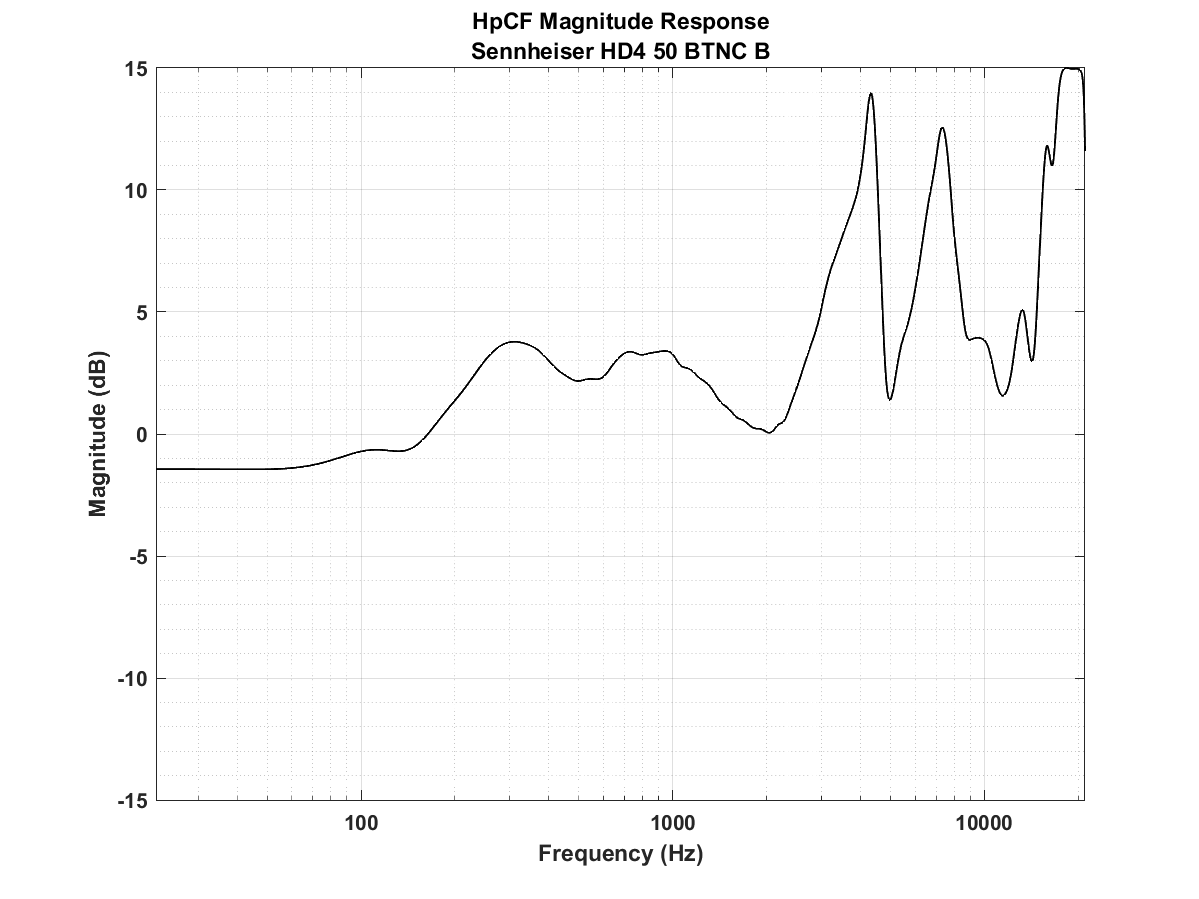 HpCF Magnitude Response
Sennheiser HD4 50 BTNC B
15
10
5
0
-5
-10
-15
Magnitude (dB)
100
1000
10000
Frequency (Hz)